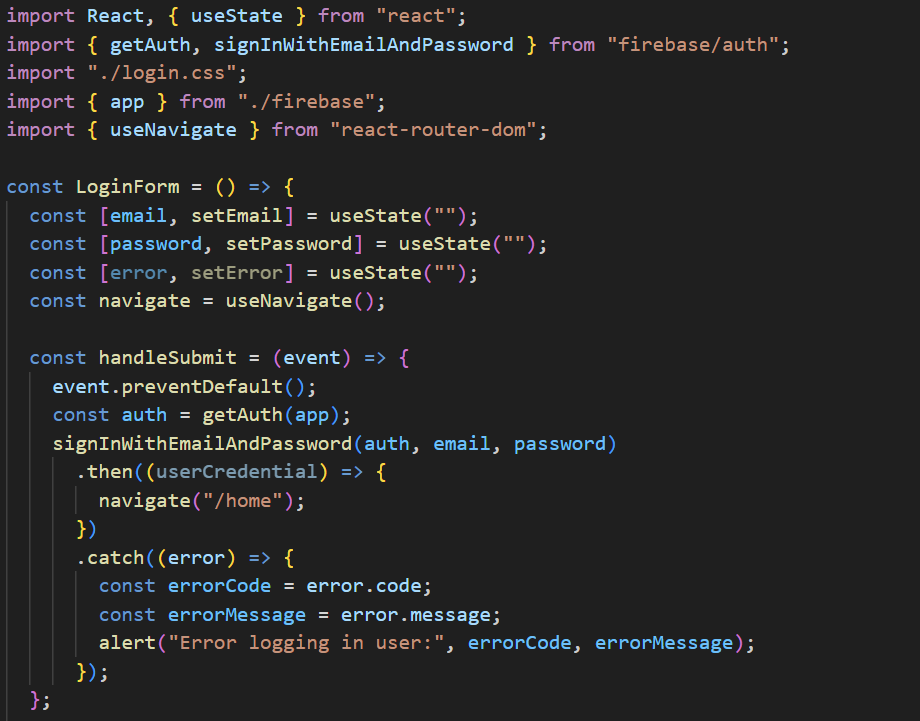 import React, { useState } from "react";
import { getAuth, signInWithEmailAndPassword } from "firebase/auth";
import "./login.css";
import { app } from "./firebase";
import { useNavigate } from "react-router-dom";

const LoginForm = () => {
  const [email, setEmail] = useState("");
  const [password, setPassword] = useState("");
  const [error, setError] = useState("");
  const navigate = useNavigate();

  const handleSubmit = (event) => {
    event.preventDefault();
    const auth = getAuth(app);
    signInWithEmailAndPassword(auth, email, password)
      .then((userCredential) => {
        navigate("/home");
      })
      .catch((error) => {
        const errorCode = error.code;
        const errorMessage = error.message;
        alert("Error logging in user:", errorCode, errorMessage);
      });
  };